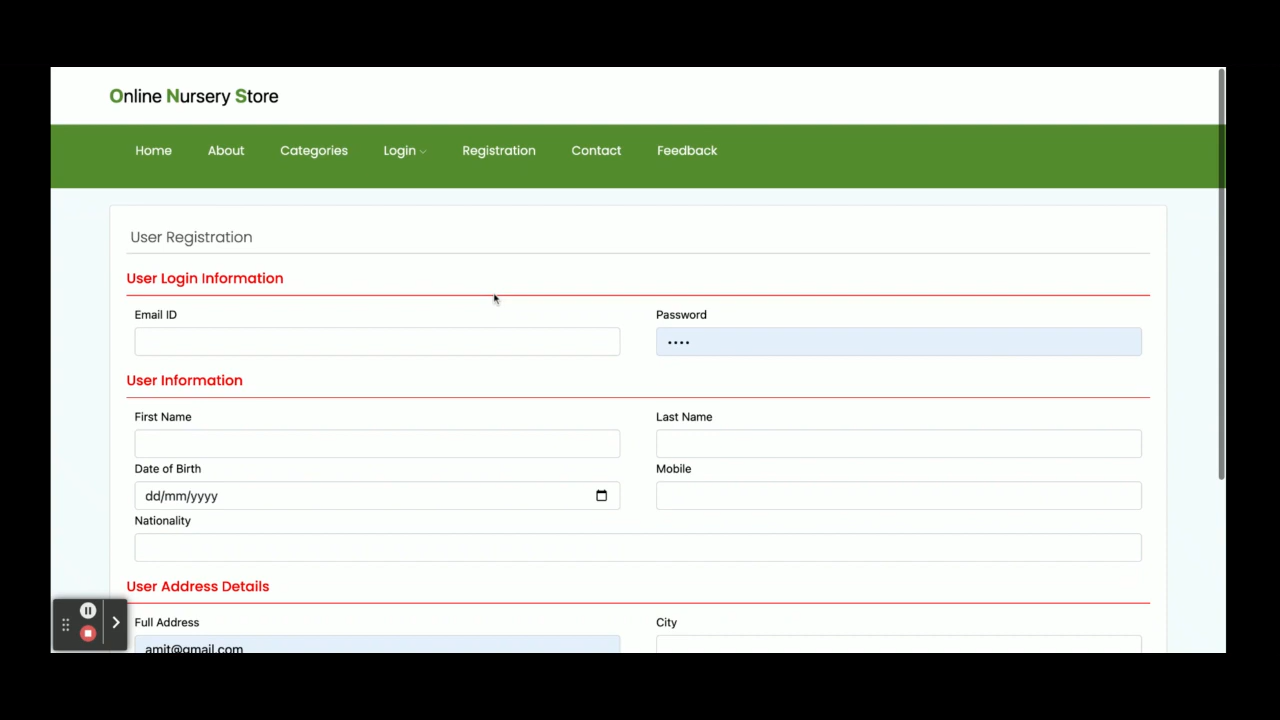 Online Nursery Store
Home About Categories Login Registration Contact Feedback
User Registration
User Login Information
Email ID Password
••••
User Information
First Name Last Name
Date of Birth Mobile
dd/mm/yyyy
Nationality
User Address Details
Full Address City
amit@gmail.com